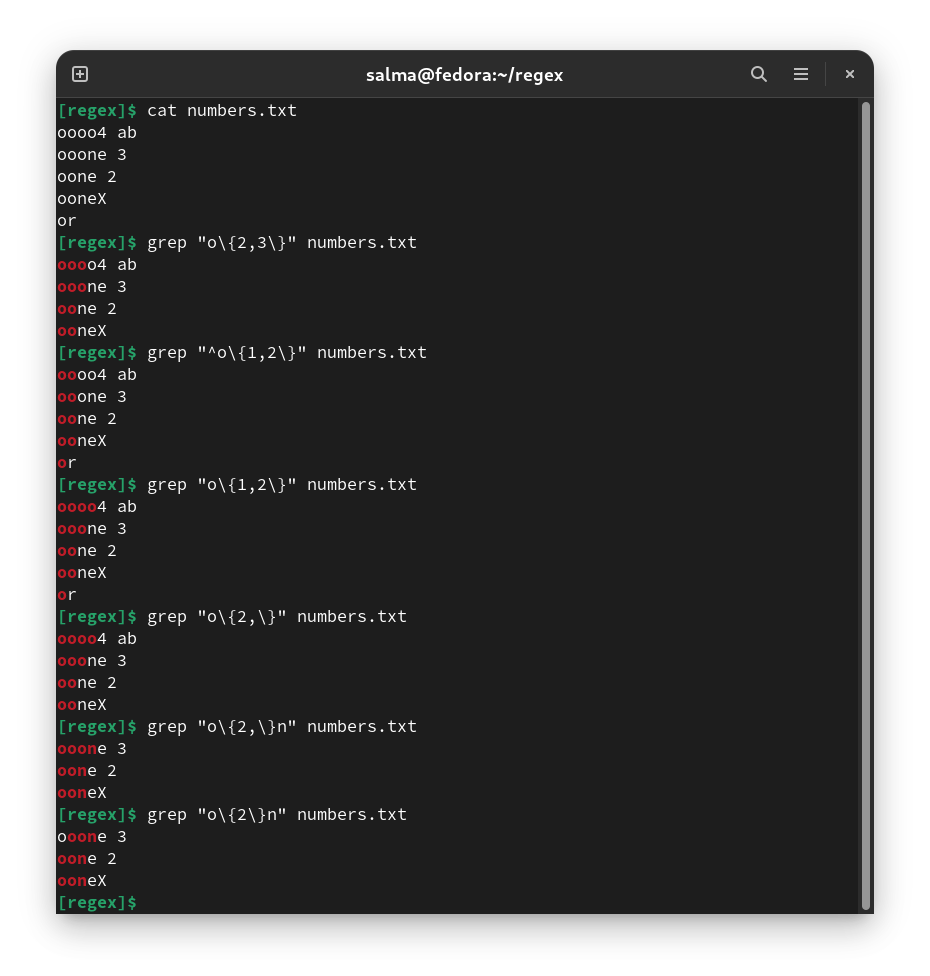 salma@fedora:~/regex
[regex]$ cat numbers.txt
oooo4 ab
ooone 3
oone 2
ooneX
or
[regex]$ grep "o\{2,3\}" numbers.txt
oooo4 ab
ooone 3
oone 2
ooneX
[regex]$ grep "^o\{1,2\}" numbers.txt
oooo4 ab
ooone 3
oone 2
ooneX
or
[regex]$ grep "o\{1,2\}" numbers.txt
oooo4 ab
ooone 3
oone 2
ooneX
or
[regex]$ grep "o\{2,\}" numbers.txt
oooo4 ab
ooone 3
oone 2
ooneX
[regex]$ grep "o\{2,\}n" numbers.txt
ooone 3
oone 2
ooneX
[regex]$ grep "o\{2\}n" numbers.txt
ooone 3
oone 2
ooneX
[regex]$